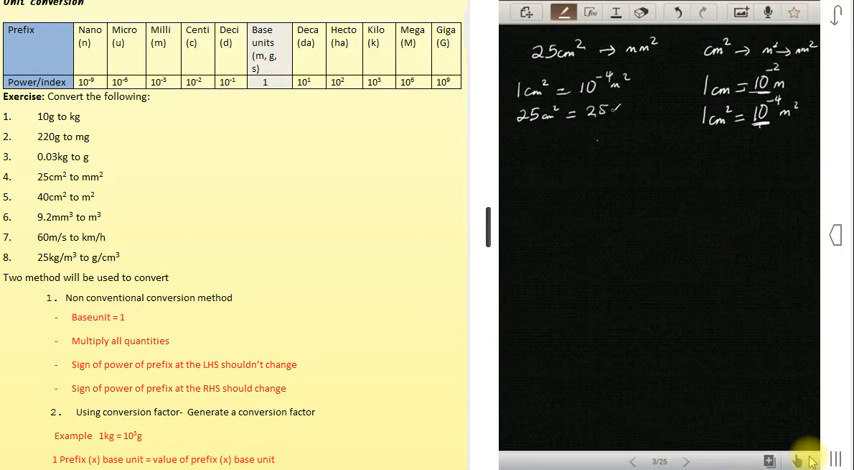 Unit conversion
Prefix Nano (n) Micro (u) Milli (m) Centi (c) Deci (d) Base units (m, g, s) Deca (da) Hecto (ha) Kilo (k) Mega (M) Giga (G)
Power/index 10⁻⁹ 10⁻⁶ 10⁻³ 10⁻² 10⁻¹ 1 10¹ 10² 10³ 10⁶ 10⁹
Exercise: Convert the following:
1. 10g to kg
2. 220g to mg
3. 0.03kg to g
4. 25cm² to mm²
5. 40cm² to m²
6. 9.2mm³ to m³
7. 60m/s to km/h
8. 25kg/m³ to g/cm³
Two method will be used to convert
1. Non conventional conversion method
- Baseunit = 1
- Multiply all quantities
- Sign of power of prefix at the LHS shouldn't change
- Sign of power of prefix at the RHS should change
2. Using conversion factor- Generate a conversion factor
Example 1kg = 10³g
1 Prefix (x) base unit = value of prefix (x) base unit
25cm² → mm²
1cm² = 10⁻⁴m²
25cm² = 25
cm² → m² → mm²
1cm = 10⁻²m
1cm² = 10⁻⁴m²
3/25